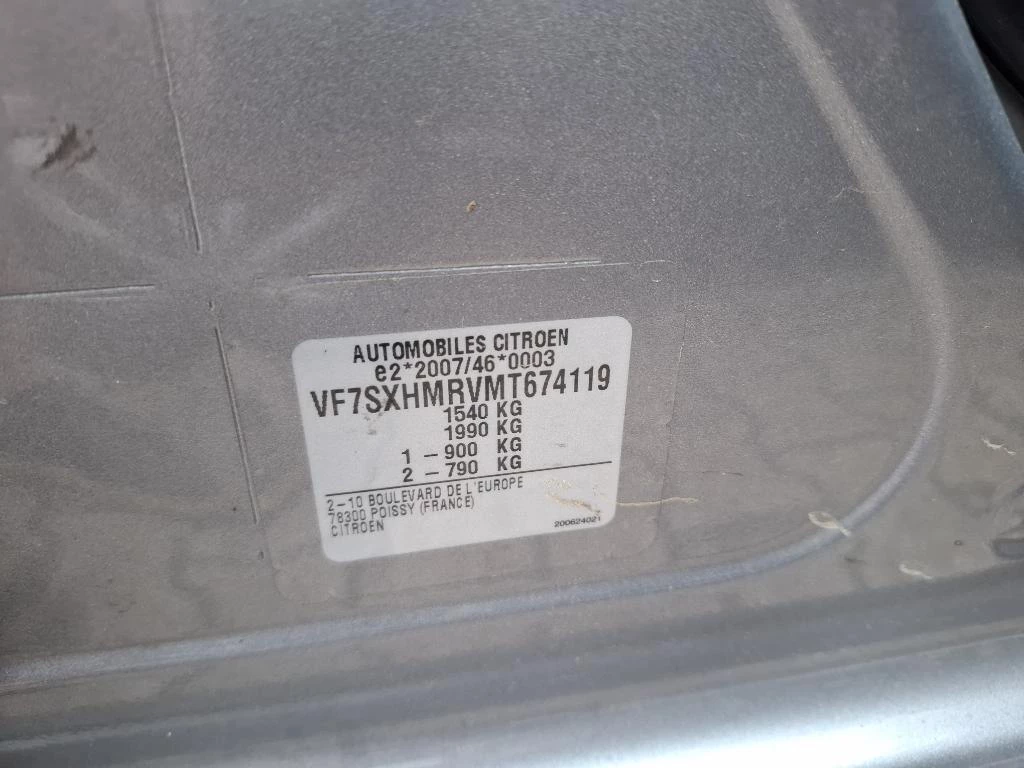 AUTOMOBILES CITROEN
e2*2007/46*0003
VF7SXHMRVMT674119
1540 KG
1990 KG
1 – 900 KG
2 – 790 KG
2–10 BOULEVARD DE L'EUROPE
78300 POISSY (FRANCE)
CITROEN
200624021